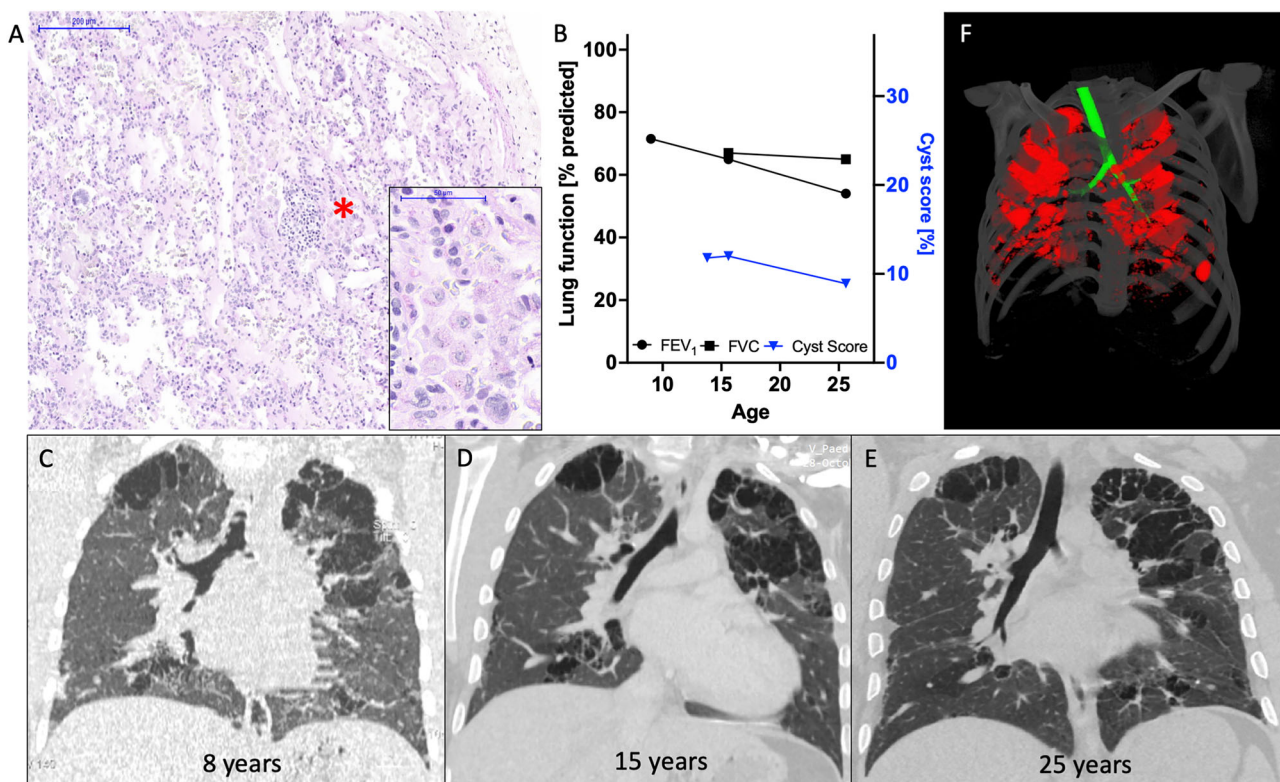 A
200 µm
50 µm
B
Lung function [% predicted]
100
80
60
40
20
0
30
20
10
0
Cyst score [%]
FEV1 FVC Cyst Score
10 15 20 25
Age
F
C
8 years
D
V_Paed
15 years
E
25 years